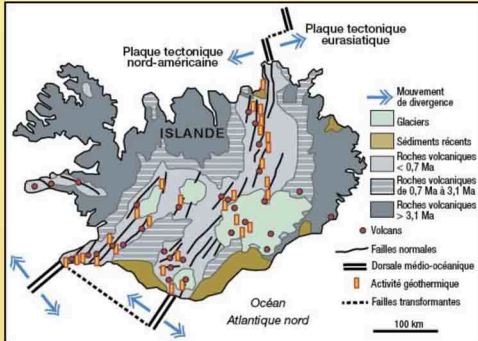 Plaque tectonique
eurasiatique
Plaque tectonique
nord-américaine
ISLANDE
Océan
Atlantique nord
Mouvement
de divergence
Glaciers
Sédiments récents
Roches volcaniques
< 0,7 Ma
Roches volcaniques
de 0,7 Ma à 3,1 Ma
Roches volcaniques
> 3,1 Ma
Volcans
Failles normales
Dorsale médio-océanique
Activité géothermique
Failles transformantes
100 km